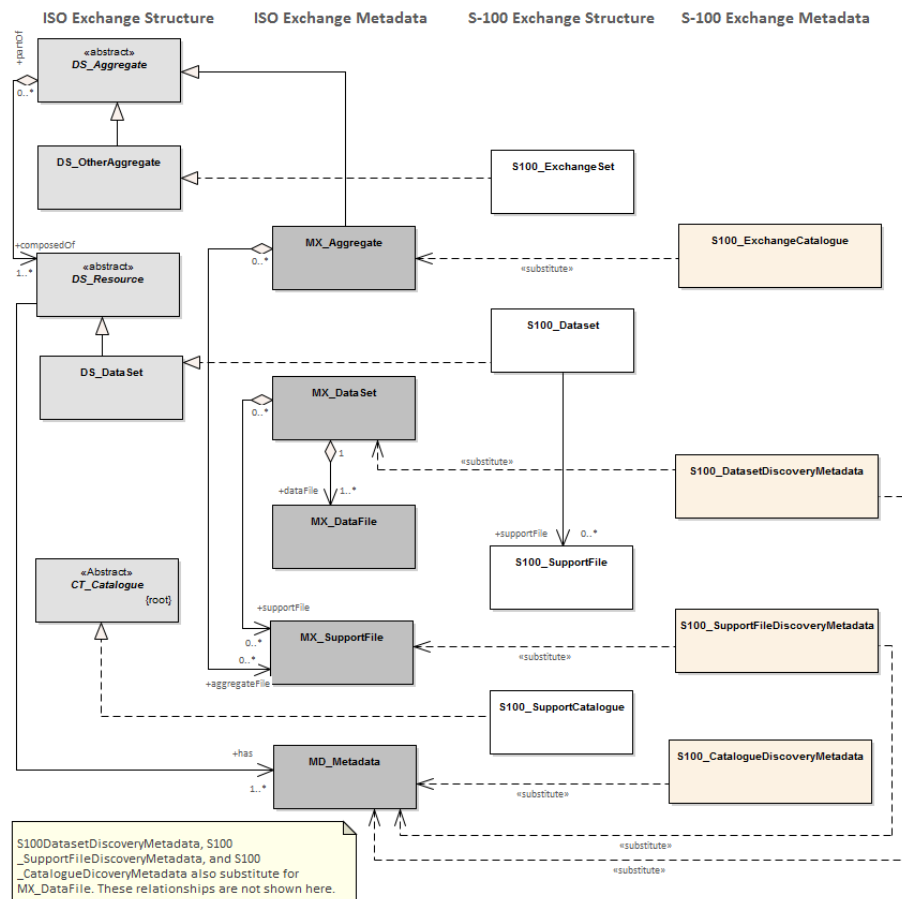 ISO Exchange Structure
ISO Exchange Metadata
S-100 Exchange Structure
S-100 Exchange Metadata
+partOf
0..*
«abstract»
DS_Aggregate
DS_OtherAggregate
S100_ExchangeSet
+composedOf
1..*
«abstract»
DS_Resource
MX_Aggregate
0..*
S100_ExchangeCatalogue
«substitute»
S100_Dataset
DS_DataSet
MX_DataSet
0..*
1
«substitute»
S100_DatasetDiscoveryMetadata
+dataFile
1..*
MX_DataFile
+supportFile
0..*
S100_SupportFile
«Abstract»
CT_Catalogue
{root}
+supportFile
0..*
MX_SupportFile
0..*
+aggregateFile
S100_SupportFileDiscoveryMetadata
«substitute»
S100_SupportCatalogue
+has
1..*
MD_Metadata
S100_CatalogueDiscoveryMetadata
«substitute»
«substitute»
«substitute»
S100DatasetDiscoveryMetadata, S100
_SupportFileDiscoveryMetadata, and S100
_CatalogueDicoveryMetadata also substitute for
MX_DataFile. These relationships are not shown here.